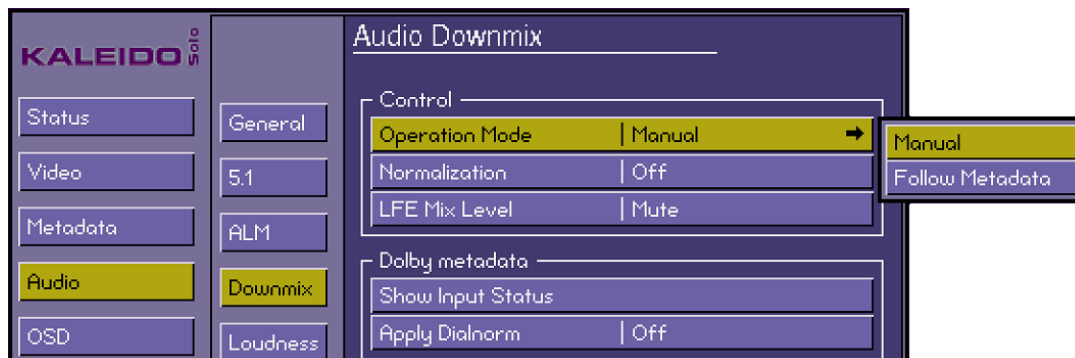 KALEIDO Solo
Status
Video
Metadata
Audio
OSD
General
5.1
ALM
Downmix
Loudness
Audio Downmix
Control
Operation Mode | Manual →
Normalization | Off
LFE Mix Level | Mute
Dolby metadata
Show Input Status
Apply Dialnorm | Off
Manual
Follow Metadata